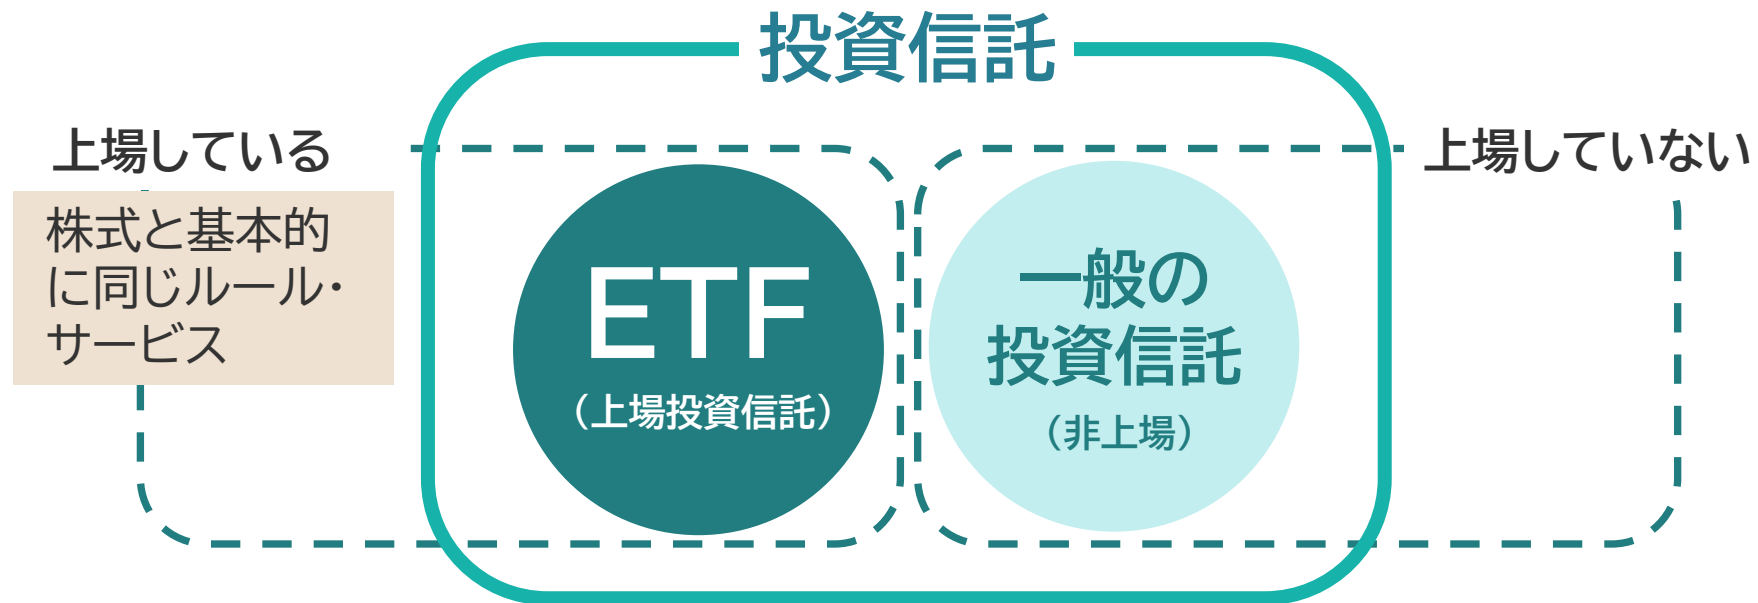 投資信託
上場している
株式と基本的
に同じルール・
サービス
ETF
（上場投資信託）
一般の
投資信託
（非上場）
上場していない